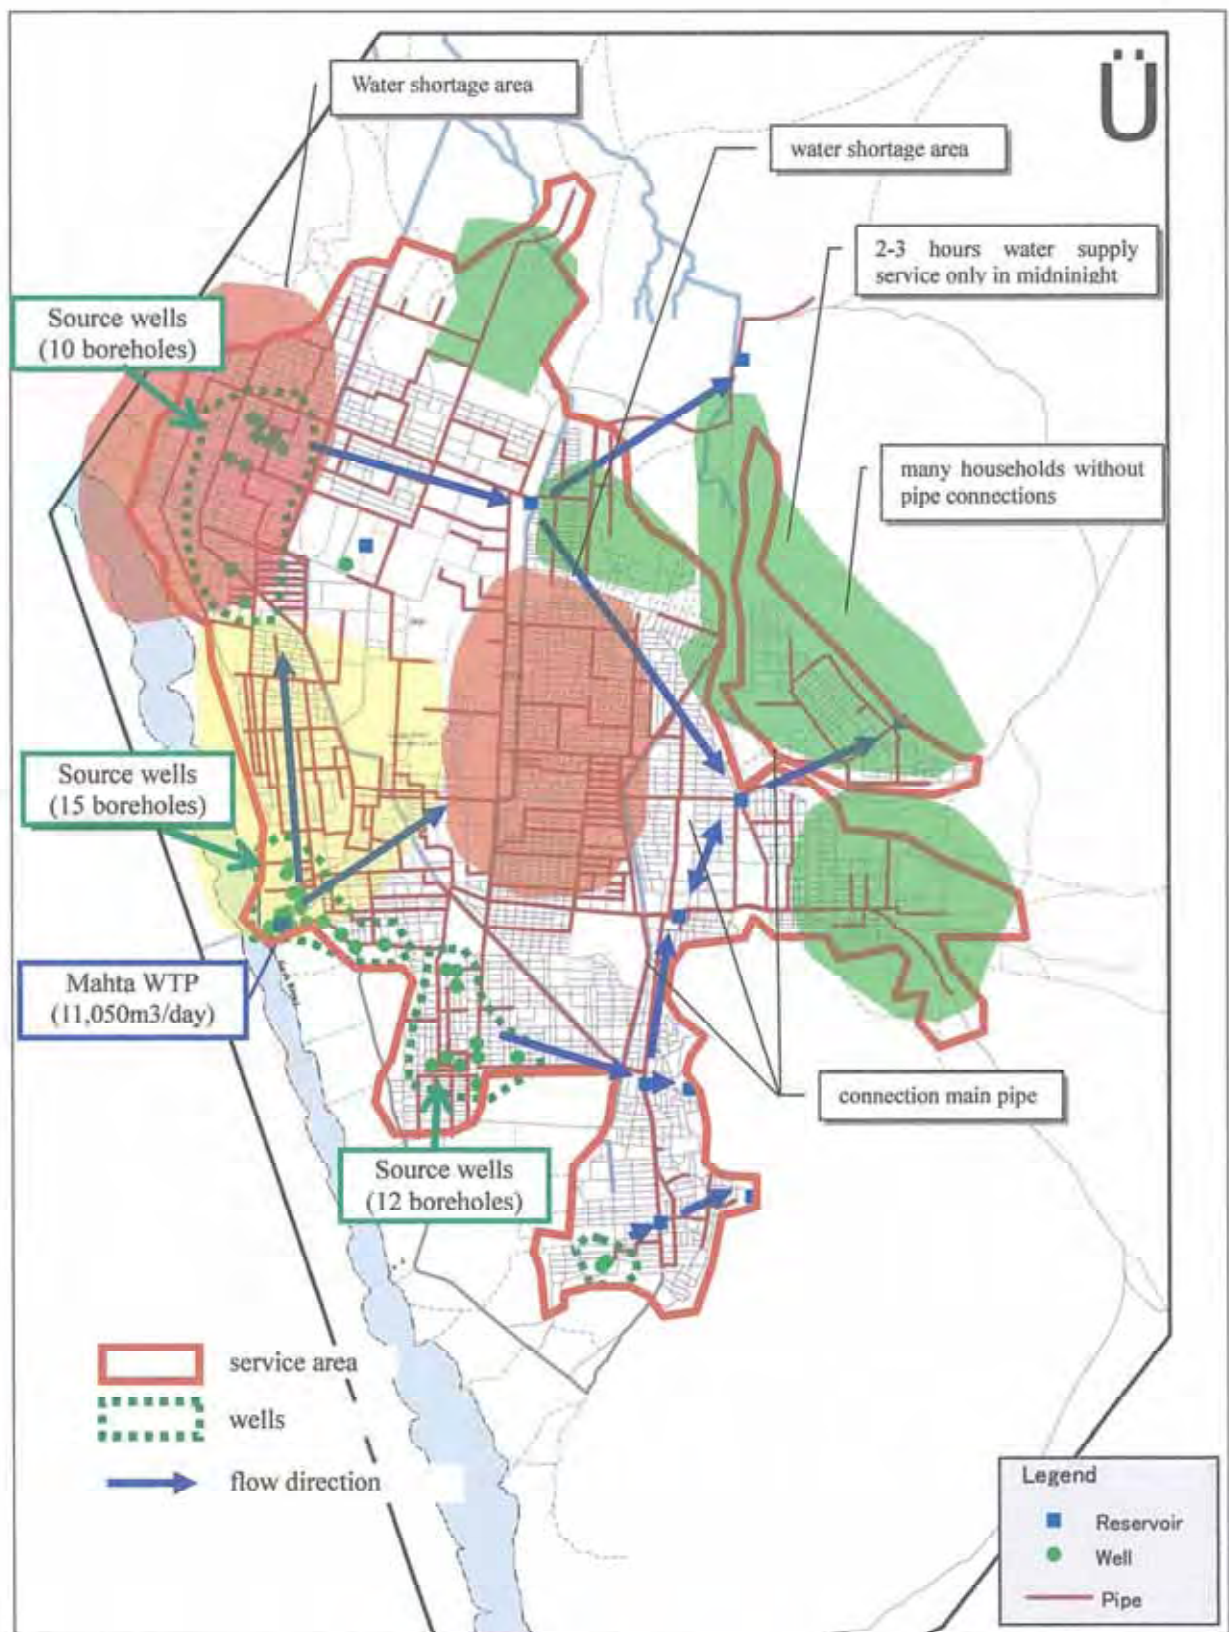 Water shortage area
Ü
water shortage area
2-3 hours water supply
service only in midninight
Source wells
(10 boreholes)
many households without
pipe connections
Source wells
(15 boreholes)
Mahta WTP
(11,050m3/day)
connection main pipe
Source wells
(12 boreholes)
service area
wells
flow direction
Legend
Reservoir
Well
Pipe